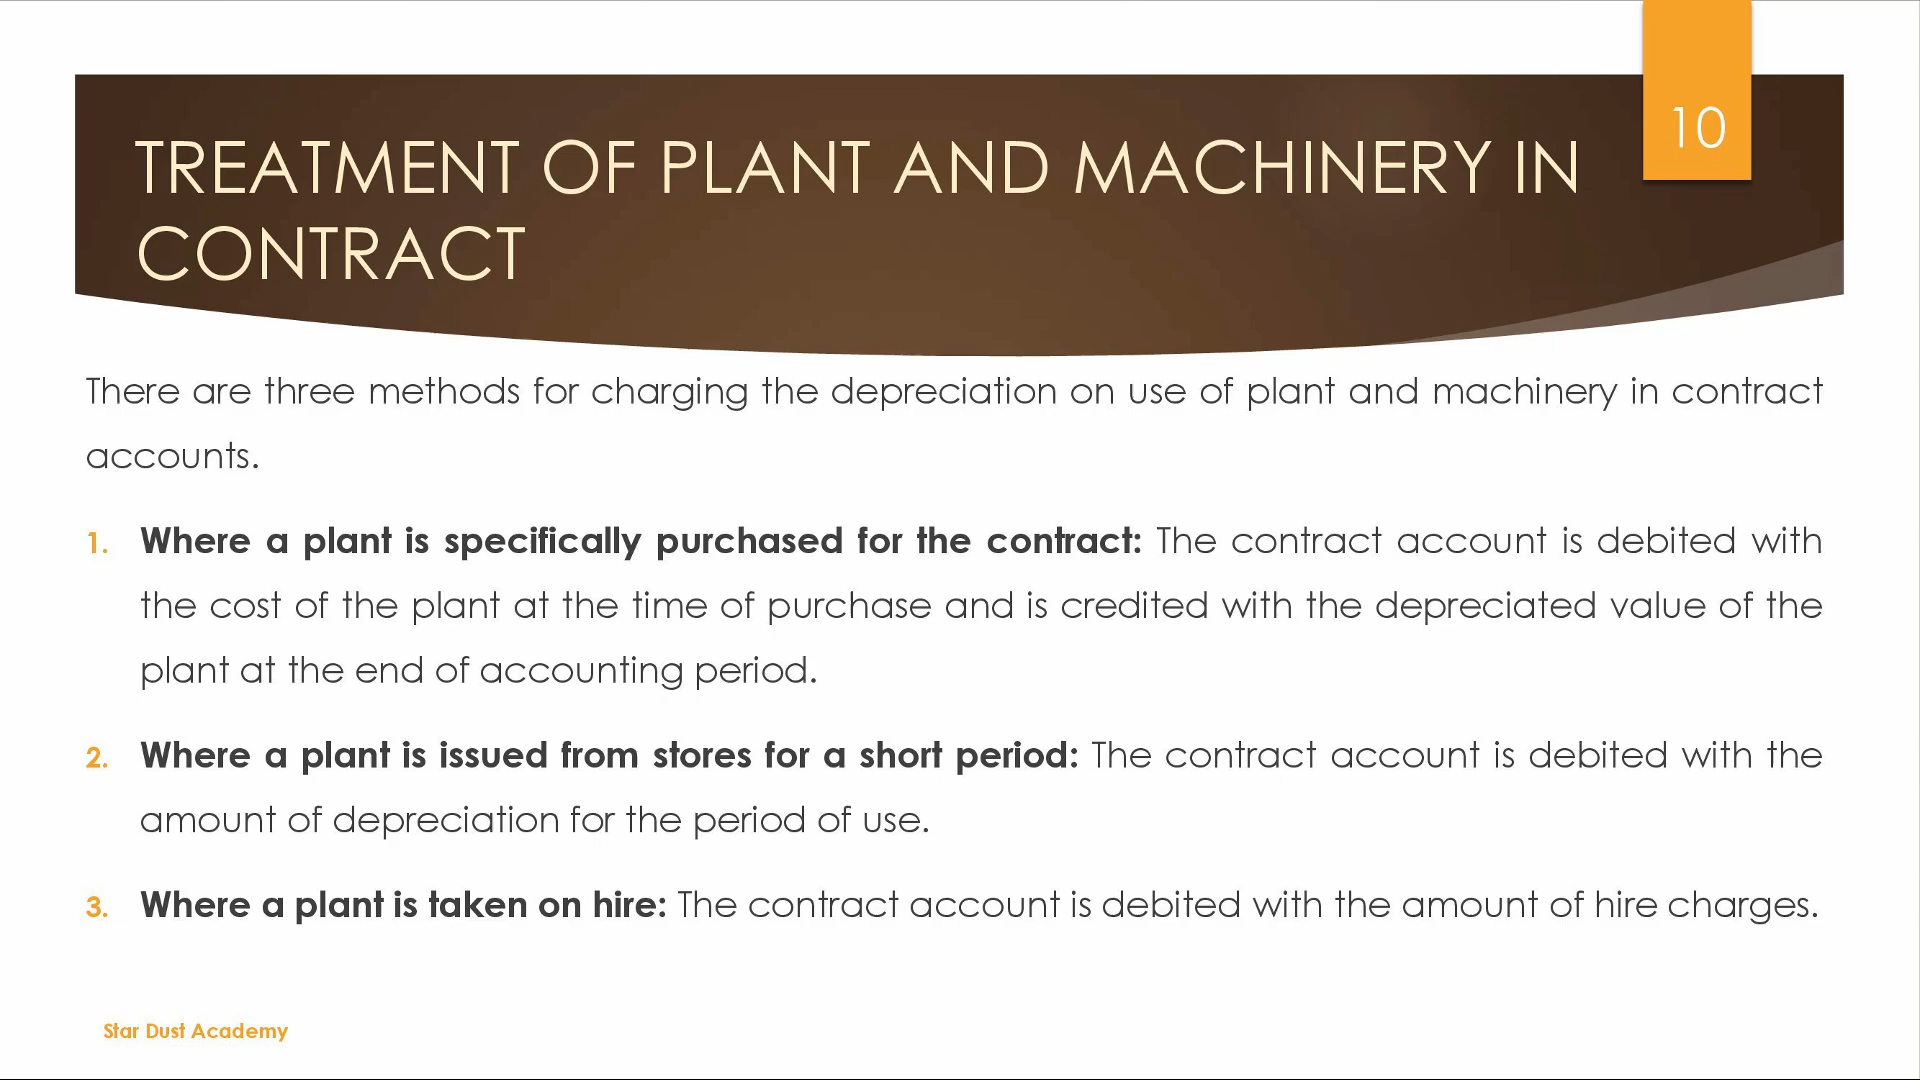 10
TREATMENT OF PLANT AND MACHINERY IN
CONTRACT
There are three methods for charging the depreciation on use of plant and machinery in contract
accounts.
1. Where a plant is specifically purchased for the contract: The contract account is debited with
the cost of the plant at the time of purchase and is credited with the depreciated value of the
plant at the end of accounting period.
2. Where a plant is issued from stores for a short period: The contract account is debited with the
amount of depreciation for the period of use.
3. Where a plant is taken on hire: The contract account is debited with the amount of hire charges.
Star Dust Academy